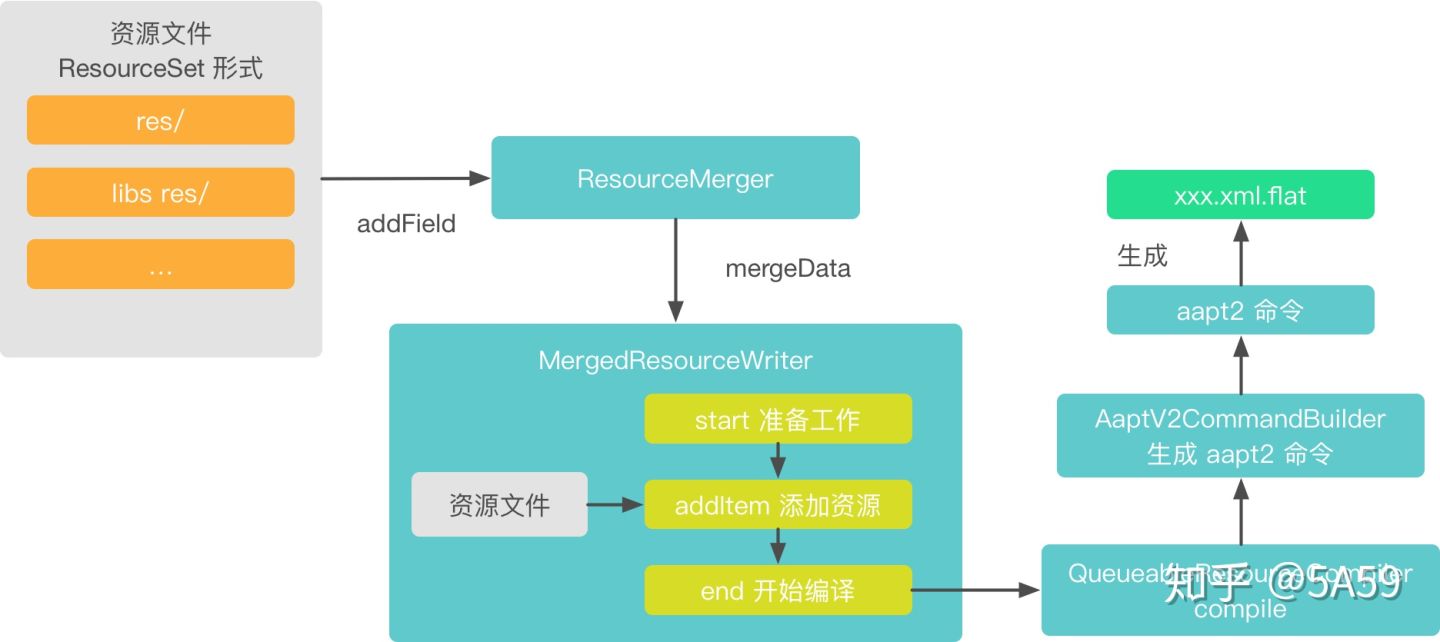 资源文件
ResourceSet 形式
res/
libs res/
...
addField
ResourceMerger
mergeData
MergedResourceWriter
start 准备工作
资源文件
addItem 添加资源
end 开始编译
xxx.xml.flat
生成
aapt2 命令
AaptV2CommandBuilder
生成 aapt2 命令
QueueableResourceCompiler
compile
知乎 @5A59